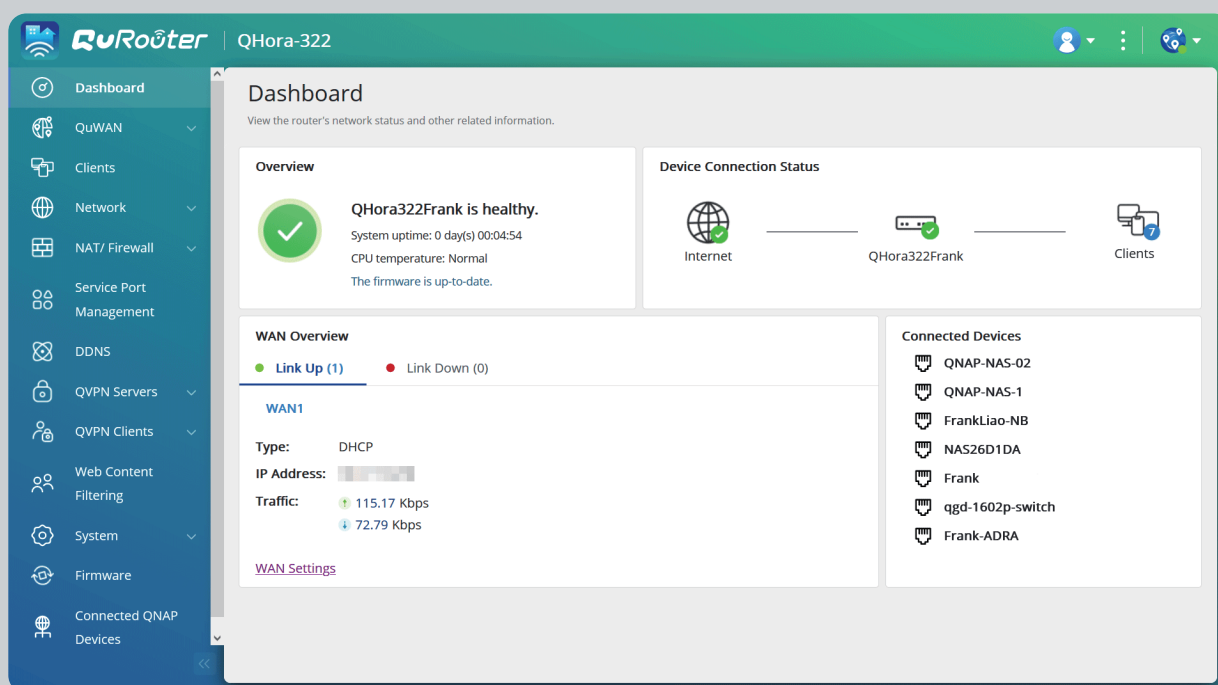 QuRouter
QHora-322
Dashboard
QuWAN
Clients
Network
NAT/ Firewall
Service Port
Management
DDNS
QVPN Servers
QVPN Clients
Web Content
Filtering
System
Firmware
Connected QNAP
Devices
Dashboard
View the router's network status and other related information.
Overview
QHora322Frank is healthy.
System uptime: 0 day(s) 00:04:54
CPU temperature: Normal
The firmware is up-to-date.
Device Connection Status
Internet
QHora322Frank
7
Clients
WAN Overview
Link Up (1)
Link Down (0)
WAN1
Type: DHCP
IP Address:
Traffic: 115.17 Kbps
72.79 Kbps
WAN Settings
Connected Devices
QNAP-NAS-02
QNAP-NAS-1
FrankLiao-NB
NAS26D1DA
Frank
qgd-1602p-switch
Frank-ADRA